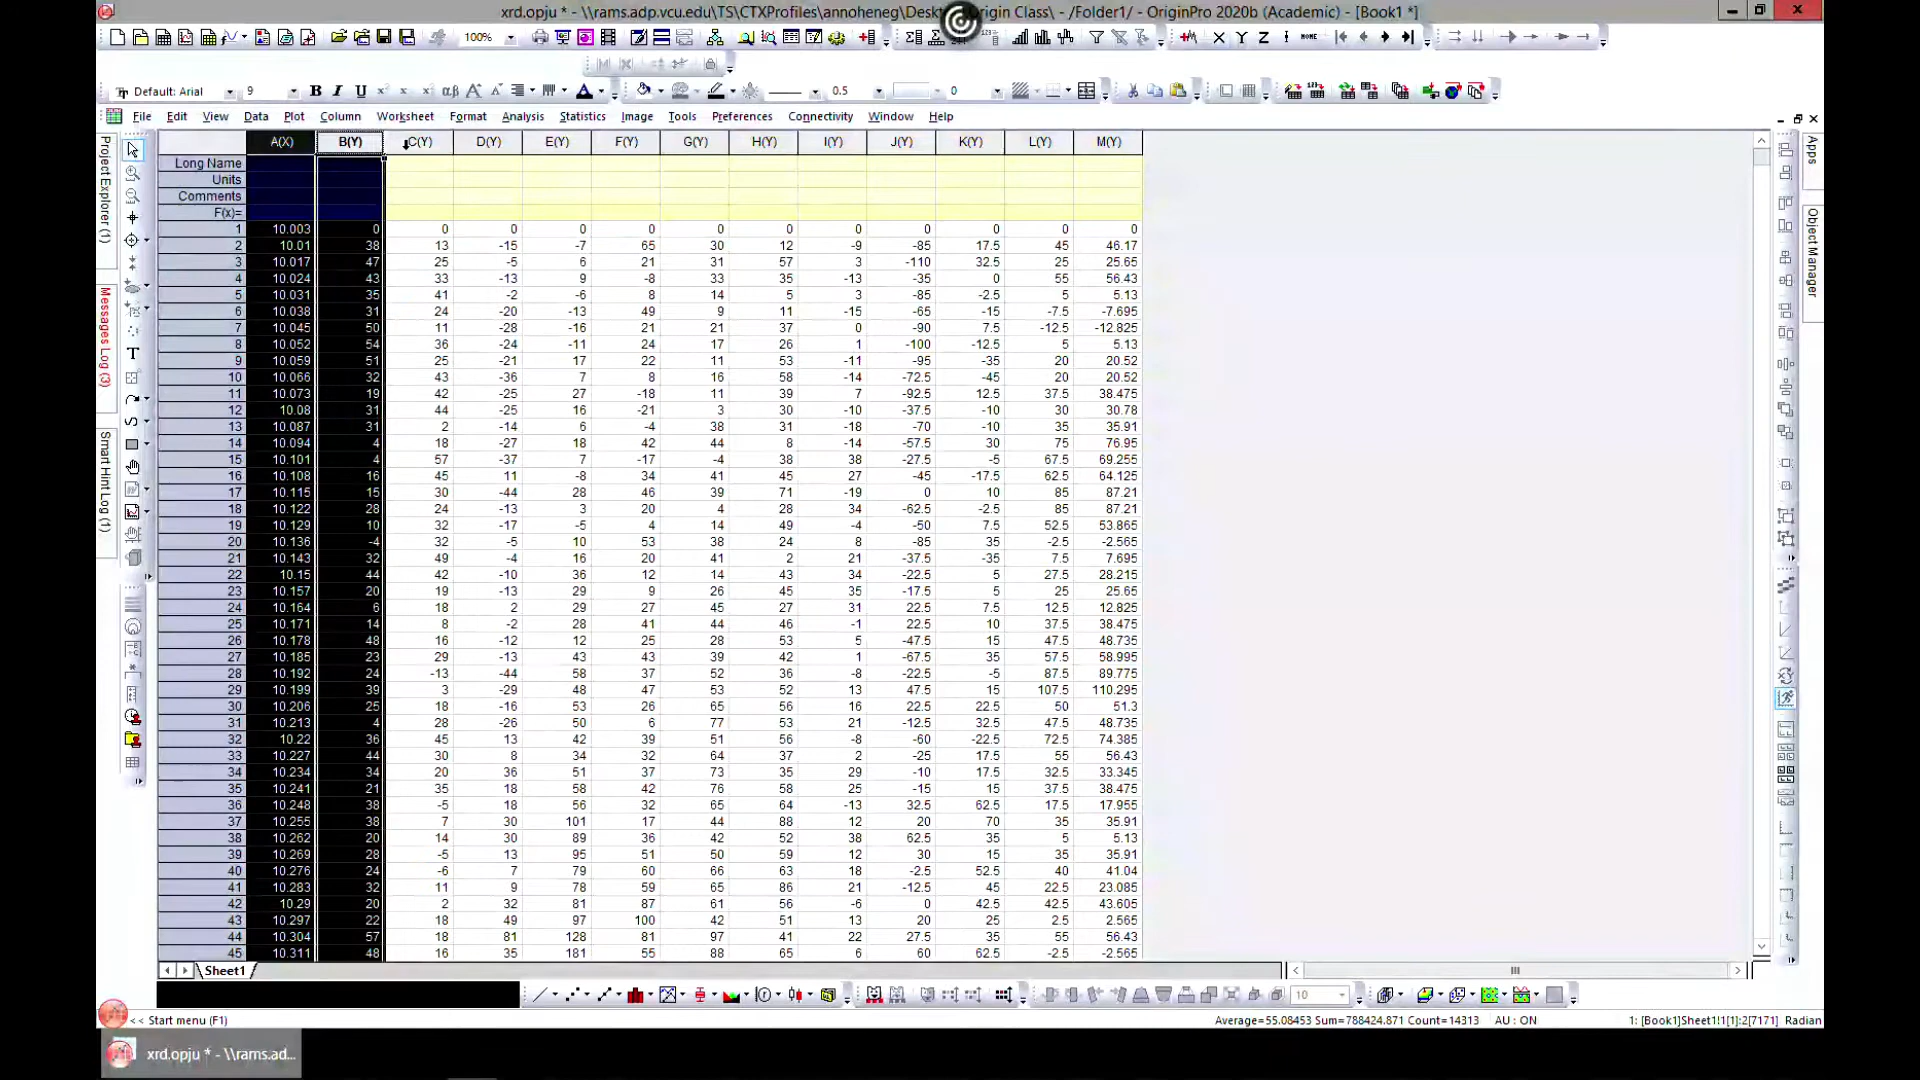 xrd.opju * - \\rams.adp.vcu.edu\TS\CTXProfiles\annoheneg\Deskt Origin Class\ - /Folder1/ - OriginPro 2020b (Academic) - [Book1 *]
100%
Default: Arial 9 B I U αβ A A A 0.5 0
File Edit View Data Plot Column Worksheet Format Analysis Statistics Image Tools Preferences Connectivity Window Help
Project Explorer (1)
Messages Log (3)
Smart Hint Log (1)
Apps
Object Manager
A(X) B(Y) C(Y) D(Y) E(Y) F(Y) G(Y) H(Y) I(Y) J(Y) K(Y) L(Y) M(Y)
Long Name
Units
Comments
F(x)=
1 10.003 0 0 0 0 0 0 0 0 0 0 0 0
2 10.01 38 13 -15 -7 65 30 12 -9 -85 17.5 45 46.17
3 10.017 47 25 -5 6 21 31 57 3 -110 32.5 25 25.65
4 10.024 43 33 -13 9 -8 33 35 -13 -35 0 55 56.43
5 10.031 35 41 -2 -6 8 14 5 3 -85 -2.5 5 5.13
6 10.038 31 24 -20 -13 49 9 11 -15 -65 -15 -7.5 -7.695
7 10.045 50 11 -28 -16 21 21 37 0 -90 7.5 -12.5 -12.825
8 10.052 54 36 -24 -11 24 17 26 1 -100 -12.5 5 5.13
9 10.059 51 25 -21 17 22 11 53 -11 -95 -35 20 20.52
10 10.066 32 43 -36 7 8 16 58 -14 -72.5 -45 20 20.52
11 10.073 19 42 -25 27 -18 11 39 7 -92.5 12.5 37.5 38.475
12 10.08 31 44 -25 16 -21 3 30 -10 -37.5 -10 30 30.78
13 10.087 31 2 -14 6 -4 38 31 -18 -70 -10 35 35.91
14 10.094 4 18 -27 18 42 44 8 -14 -57.5 30 75 76.95
15 10.101 4 57 -37 7 -17 -4 38 38 -27.5 -5 67.5 69.255
16 10.108 16 45 11 -8 34 41 45 27 -45 -17.5 62.5 64.125
17 10.115 15 30 -44 28 46 39 71 -19 0 10 85 87.21
18 10.122 28 24 -13 3 20 4 28 34 -62.5 -2.5 85 87.21
19 10.129 10 32 -17 -5 4 14 49 -4 -50 7.5 52.5 53.865
20 10.136 -4 32 -5 10 53 38 24 8 -85 35 -2.5 -2.565
21 10.143 32 49 -4 16 20 41 2 21 -37.5 -35 7.5 7.695
22 10.15 44 42 -10 36 12 14 43 34 -22.5 5 27.5 28.215
23 10.157 20 19 -13 29 9 26 45 35 -17.5 5 25 25.65
24 10.164 6 18 2 29 27 45 27 31 22.5 7.5 12.5 12.825
25 10.171 14 8 -2 28 41 44 46 -1 22.5 10 37.5 38.475
26 10.178 48 16 -12 12 25 28 53 5 -47.5 15 47.5 48.735
27 10.185 23 29 -13 43 43 39 42 1 -67.5 35 57.5 58.995
28 10.192 24 -13 -44 58 37 52 36 -8 -22.5 -5 87.5 89.775
29 10.199 39 3 -29 48 47 53 52 13 47.5 15 107.5 110.295
30 10.206 25 18 -16 53 26 65 56 16 22.5 22.5 50 51.3
31 10.213 4 28 -26 50 6 77 53 21 -12.5 32.5 47.5 48.735
32 10.22 36 45 13 42 39 51 56 -8 -60 -22.5 72.5 74.385
33 10.227 44 30 8 34 32 64 37 2 -25 17.5 55 56.43
34 10.234 34 20 36 51 37 73 35 29 -10 17.5 32.5 33.345
35 10.241 21 35 18 58 42 76 58 25 -15 15 37.5 38.475
36 10.248 38 -5 18 56 32 65 64 -13 32.5 62.5 17.5 17.955
37 10.255 38 7 30 101 17 44 88 12 20 70 35 35.91
38 10.262 20 14 30 89 36 42 52 38 62.5 35 5 5.13
39 10.269 28 -5 13 95 51 50 59 12 30 15 35 35.91
40 10.276 24 -6 7 79 60 66 63 18 -2.5 52.5 40 41.04
41 10.283 32 11 9 78 59 65 86 21 -12.5 45 22.5 23.085
42 10.29 20 2 32 81 87 61 56 -6 0 42.5 42.5 43.605
43 10.297 22 18 49 97 100 42 51 13 20 25 2.5 2.565
44 10.304 57 18 81 128 81 97 41 22 27.5 35 55 56.43
45 10.311 48 16 35 181 55 88 65 6 60 62.5 -2.5 -2.565
Sheet1
10
<< Start menu (F1)
Average=55.08453 Sum=788424.871 Count=14313 AU : ON 1: [Book1]Sheet1!1[1]:2[7171] Radian
xrd.opju * - \\rams.ad...